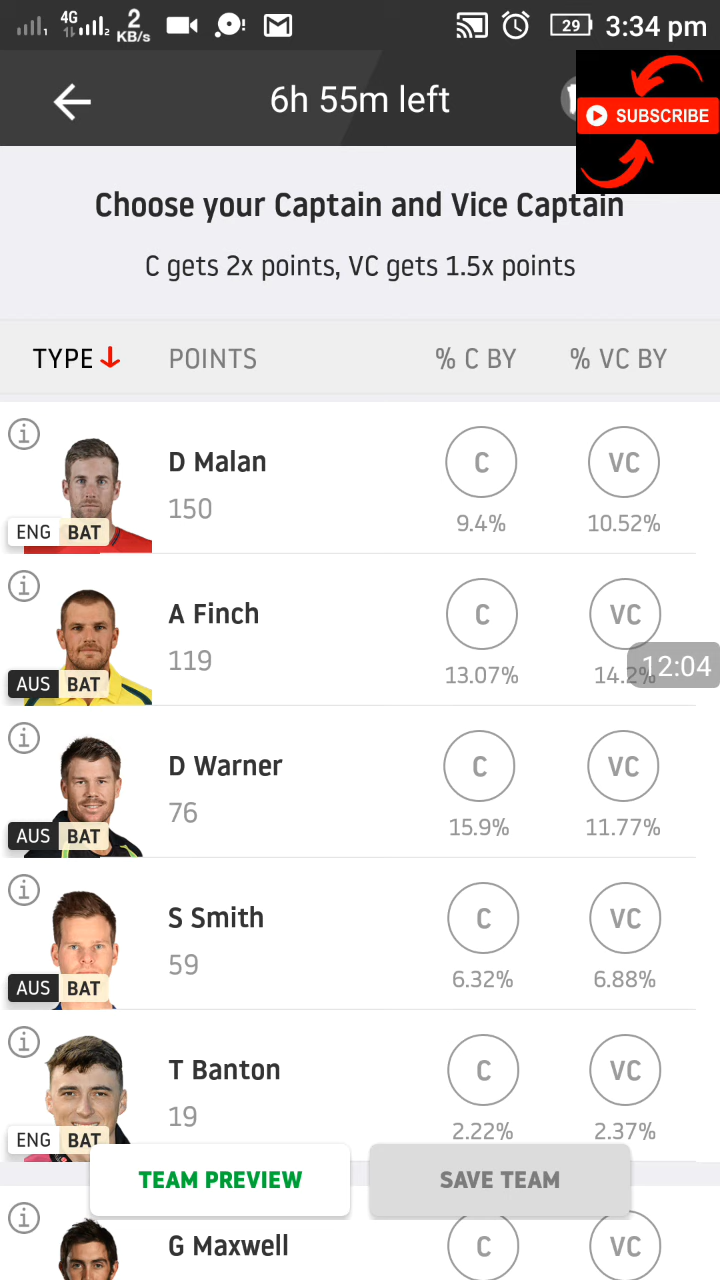 4G 2 KB/s 29 3:34 pm
6h 55m left
SUBSCRIBE
Choose your Captain and Vice Captain
C gets 2x points, VC gets 1.5x points
TYPE POINTS % C BY % VC BY
D Malan C VC
150 9.4% 10.52%
ENG BAT
A Finch C VC
119 13.07% 14.2%
12:04
AUS BAT
D Warner C VC
76 15.9% 11.77%
AUS BAT
S Smith C VC
59 6.32% 6.88%
AUS BAT
T Banton C VC
19 2.22% 2.37%
ENG BAT
TEAM PREVIEW SAVE TEAM
G Maxwell C VC